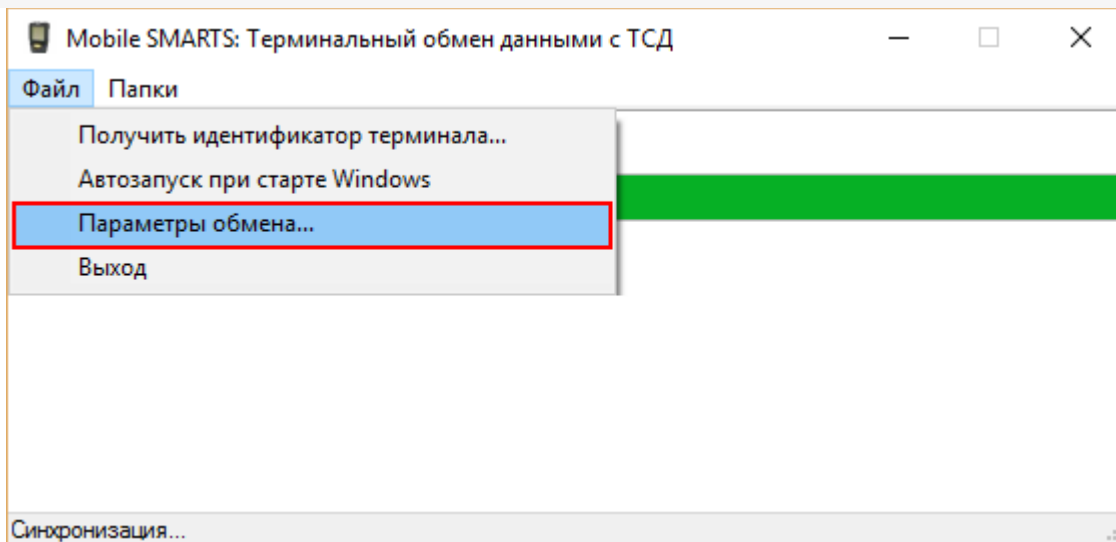 Mobile SMARTS: Терминальный обмен данными с ТСД
Файл Папки
Получить идентификатор терминала...
Автозапуск при старте Windows
Параметры обмена...
Выход
Синхронизация...